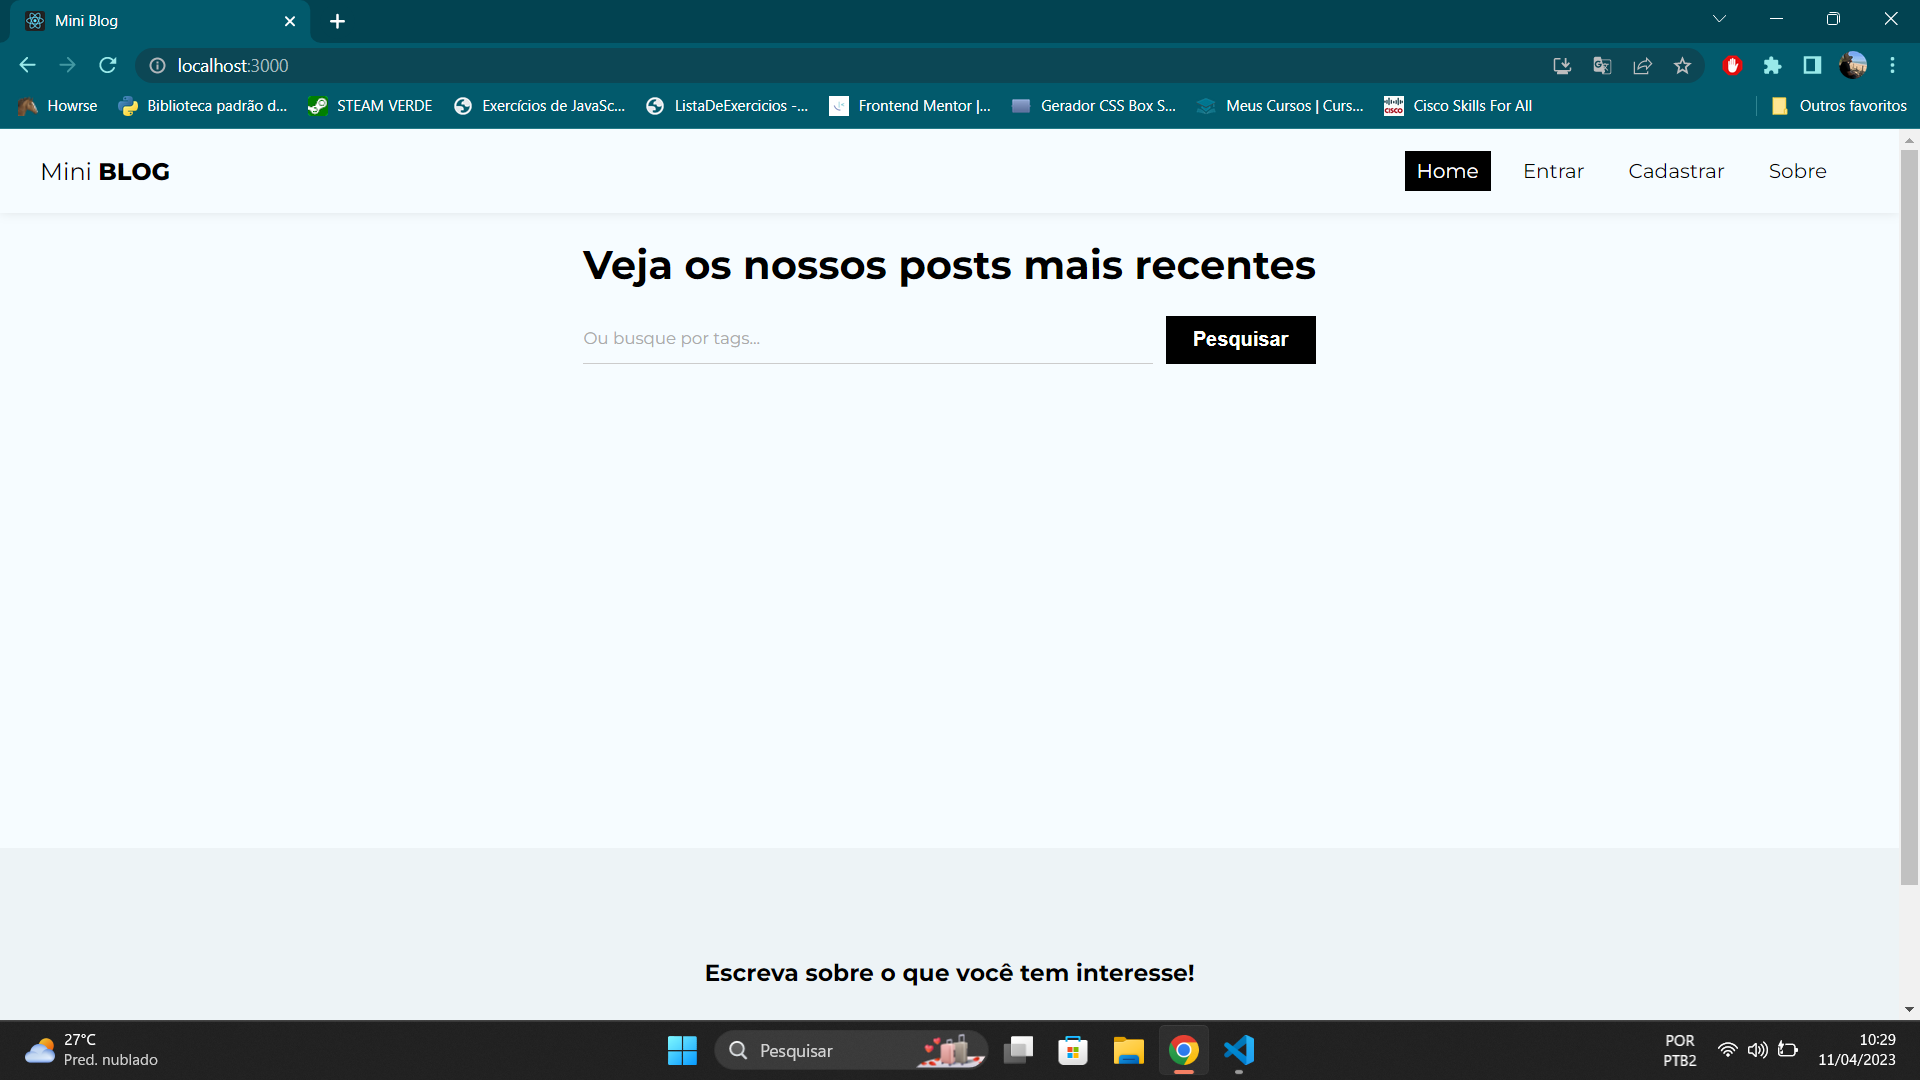 Mini Blog
localhost:3000
Howrse
Biblioteca padrão d...
STEAM VERDE
Exercícios de JavaSc...
ListaDeExercicios -...
Frontend Mentor |...
Gerador CSS Box S...
Meus Cursos | Curs...
CISCO
Cisco Skills For All
Outros favoritos
Mini BLOG
Home
Entrar
Cadastrar
Sobre
Veja os nossos posts mais recentes
Ou busque por tags...
Pesquisar
Escreva sobre o que você tem interesse!
27°C
Pred. nublado
Pesquisar
POR
PTB2
10:29
11/04/2023